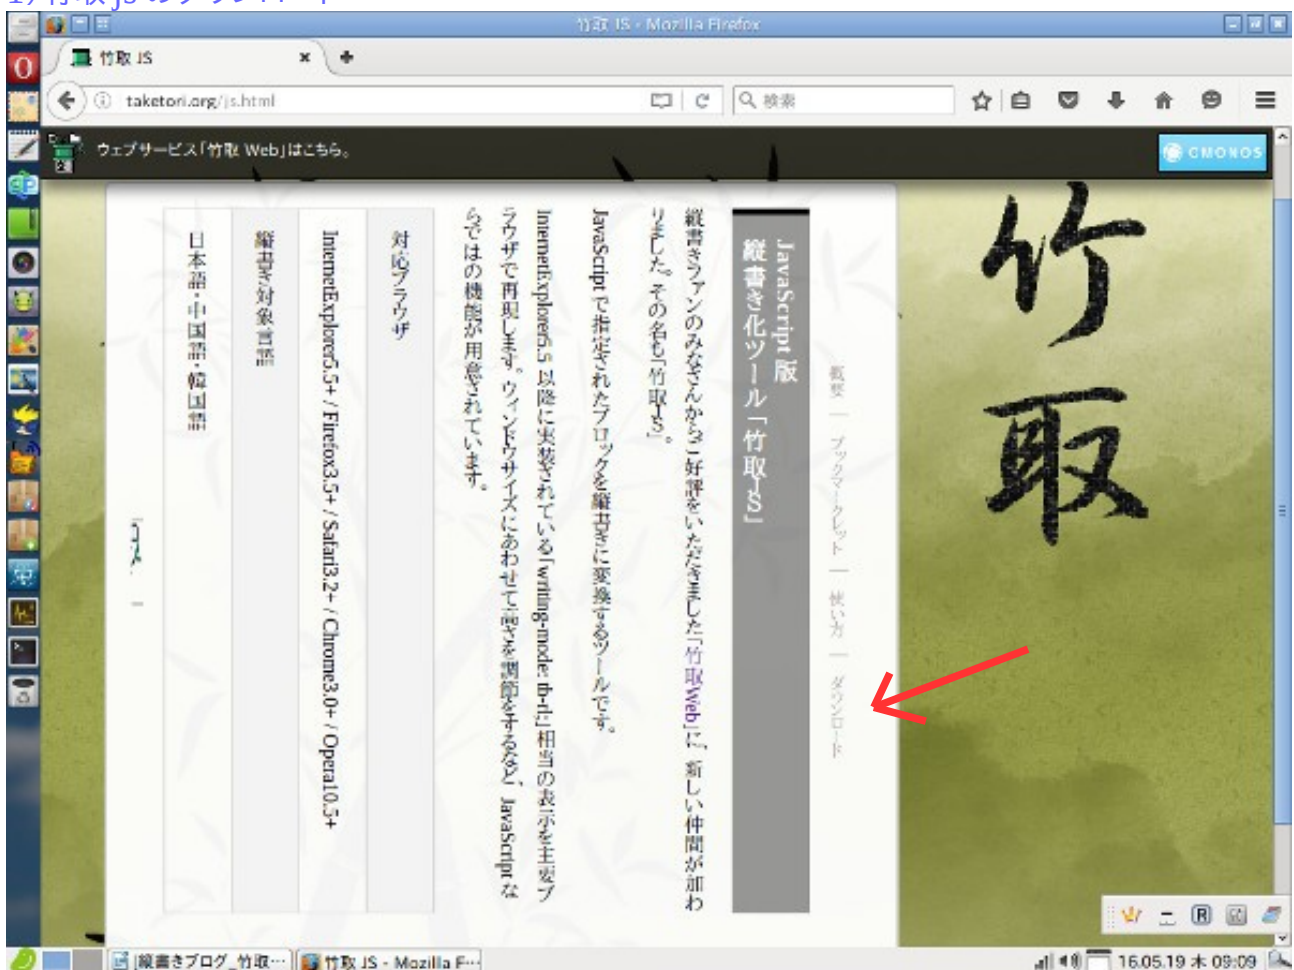 1) 竹取 js のダウンロード
竹取 JS - Mozilla Firefox
竹取 JS
taketori.org/js.html
検索
ウェブサービス「竹取 Web」はこちら。
GMONOS
竹取
概要 | ブックマークレット | 使い方 | ダウンロード
JavaScript 版
縦書き化ツール「竹取JS」
縦書きファンのみなさんからご好評をいただきました「竹取Web」に、新しい仲間が加わ
りました。その名も「竹取JS」。
JavaScript で指定されたブロックを縦書きに変換するツールです。
InternetExplorer5.5 以降に実装されている「writing-mode: tb-rl;」相当の表示を主要ブ
ラウザで再現します。ウィンドウサイズにあわせて高さを調節をするなど、JavaScript な
らではの機能が用意されています。
対応ブラウザ
InternetExplorer5.5+ / Firefox3.5+ / Safari3.2+ / Chrome3.0+ / Opera10.5+
縦書き対象言語
日本語・中国語・韓国語
[縦書きブログ_竹取…
竹取 JS - Mozilla F…
16.05.19 木 09:09